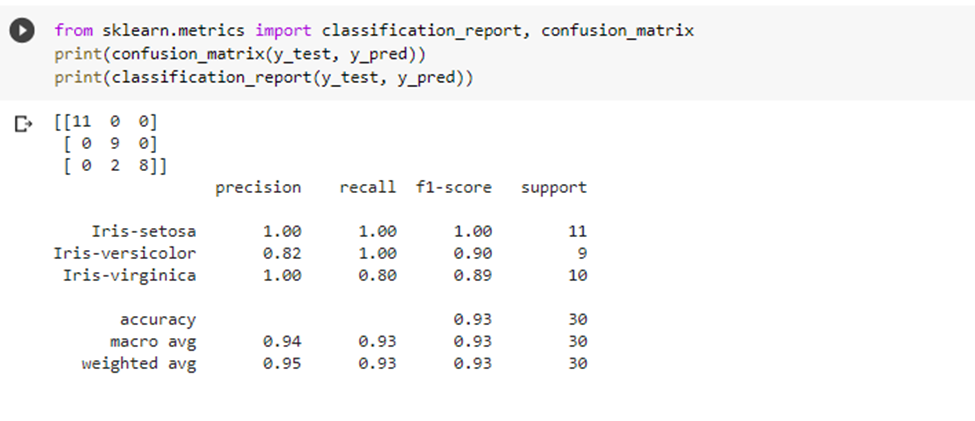 from sklearn.metrics import classification_report, confusion_matrix
print(confusion_matrix(y_test, y_pred))
print(classification_report(y_test, y_pred))
[[11  0  0]
 [ 0  9  0]
 [ 0  2  8]]
                 precision    recall  f1-score   support
    Iris-setosa       1.00      1.00      1.00        11
Iris-versicolor       0.82      1.00      0.90         9
 Iris-virginica       1.00      0.80      0.89        10
       accuracy                           0.93        30
      macro avg       0.94      0.93      0.93        30
   weighted avg       0.95      0.93      0.93        30